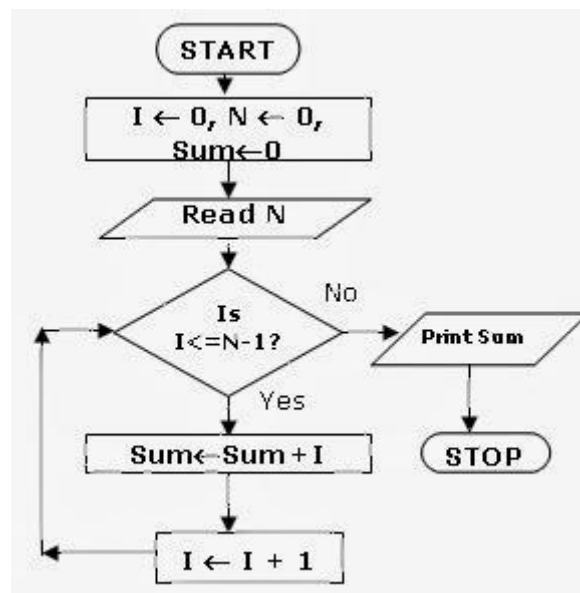 START
I ← 0, N ← 0,
Sum←0
Read N
Is
I<=N-1?
No
Print Sum
Yes
Sum←Sum + I
STOP
I ← I + 1